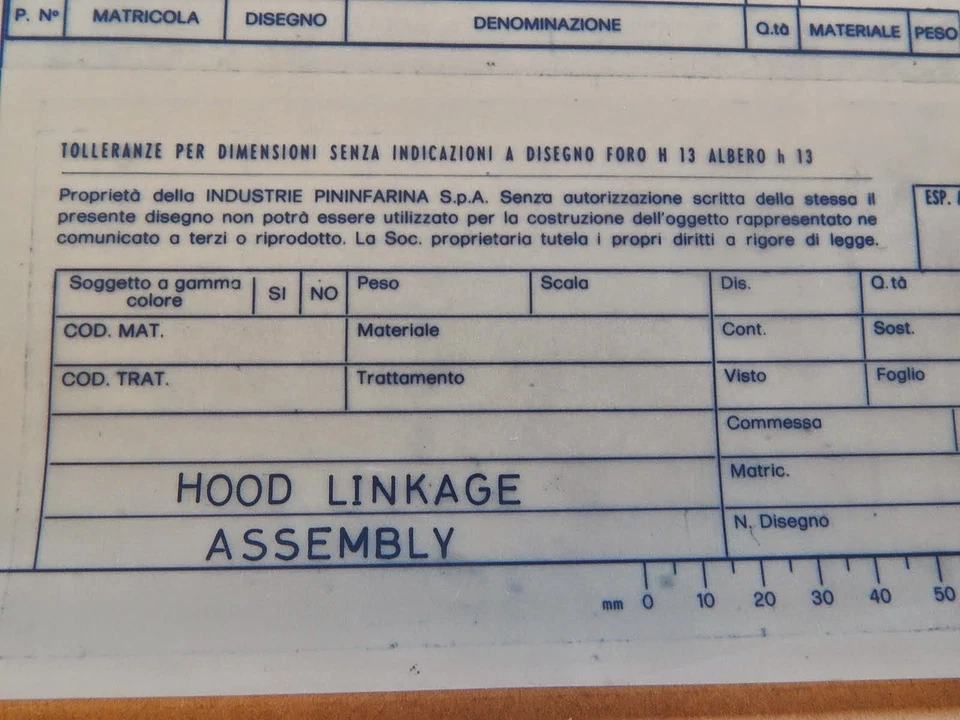 P. Nº MATRICOLA DISEGNO DENOMINAZIONE Q.tà MATERIALE PESO
TOLLERANZE PER DIMENSIONI SENZA INDICAZIONI A DISEGNO FORO H 13 ALBERO h 13
Proprietà della INDUSTRIE PININFARINA S.p.A. Senza autorizzazione scritta della stessa il
presente disegno non potrà essere utilizzato per la costruzione dell'oggetto rappresentato ne
comunicato a terzi o riprodotto. La Soc. proprietaria tutela i propri diritti a rigore di legge.
ESP.
Soggetto a gamma
colore
SI NO Peso Scala Dis. Q.tà
COD. MAT. Materiale Cont. Sost.
COD. TRAT. Trattamento Visto Foglio
Commessa
HOOD LINKAGE Matric.
ASSEMBLY N. Disegno
mm 0 10 20 30 40 50